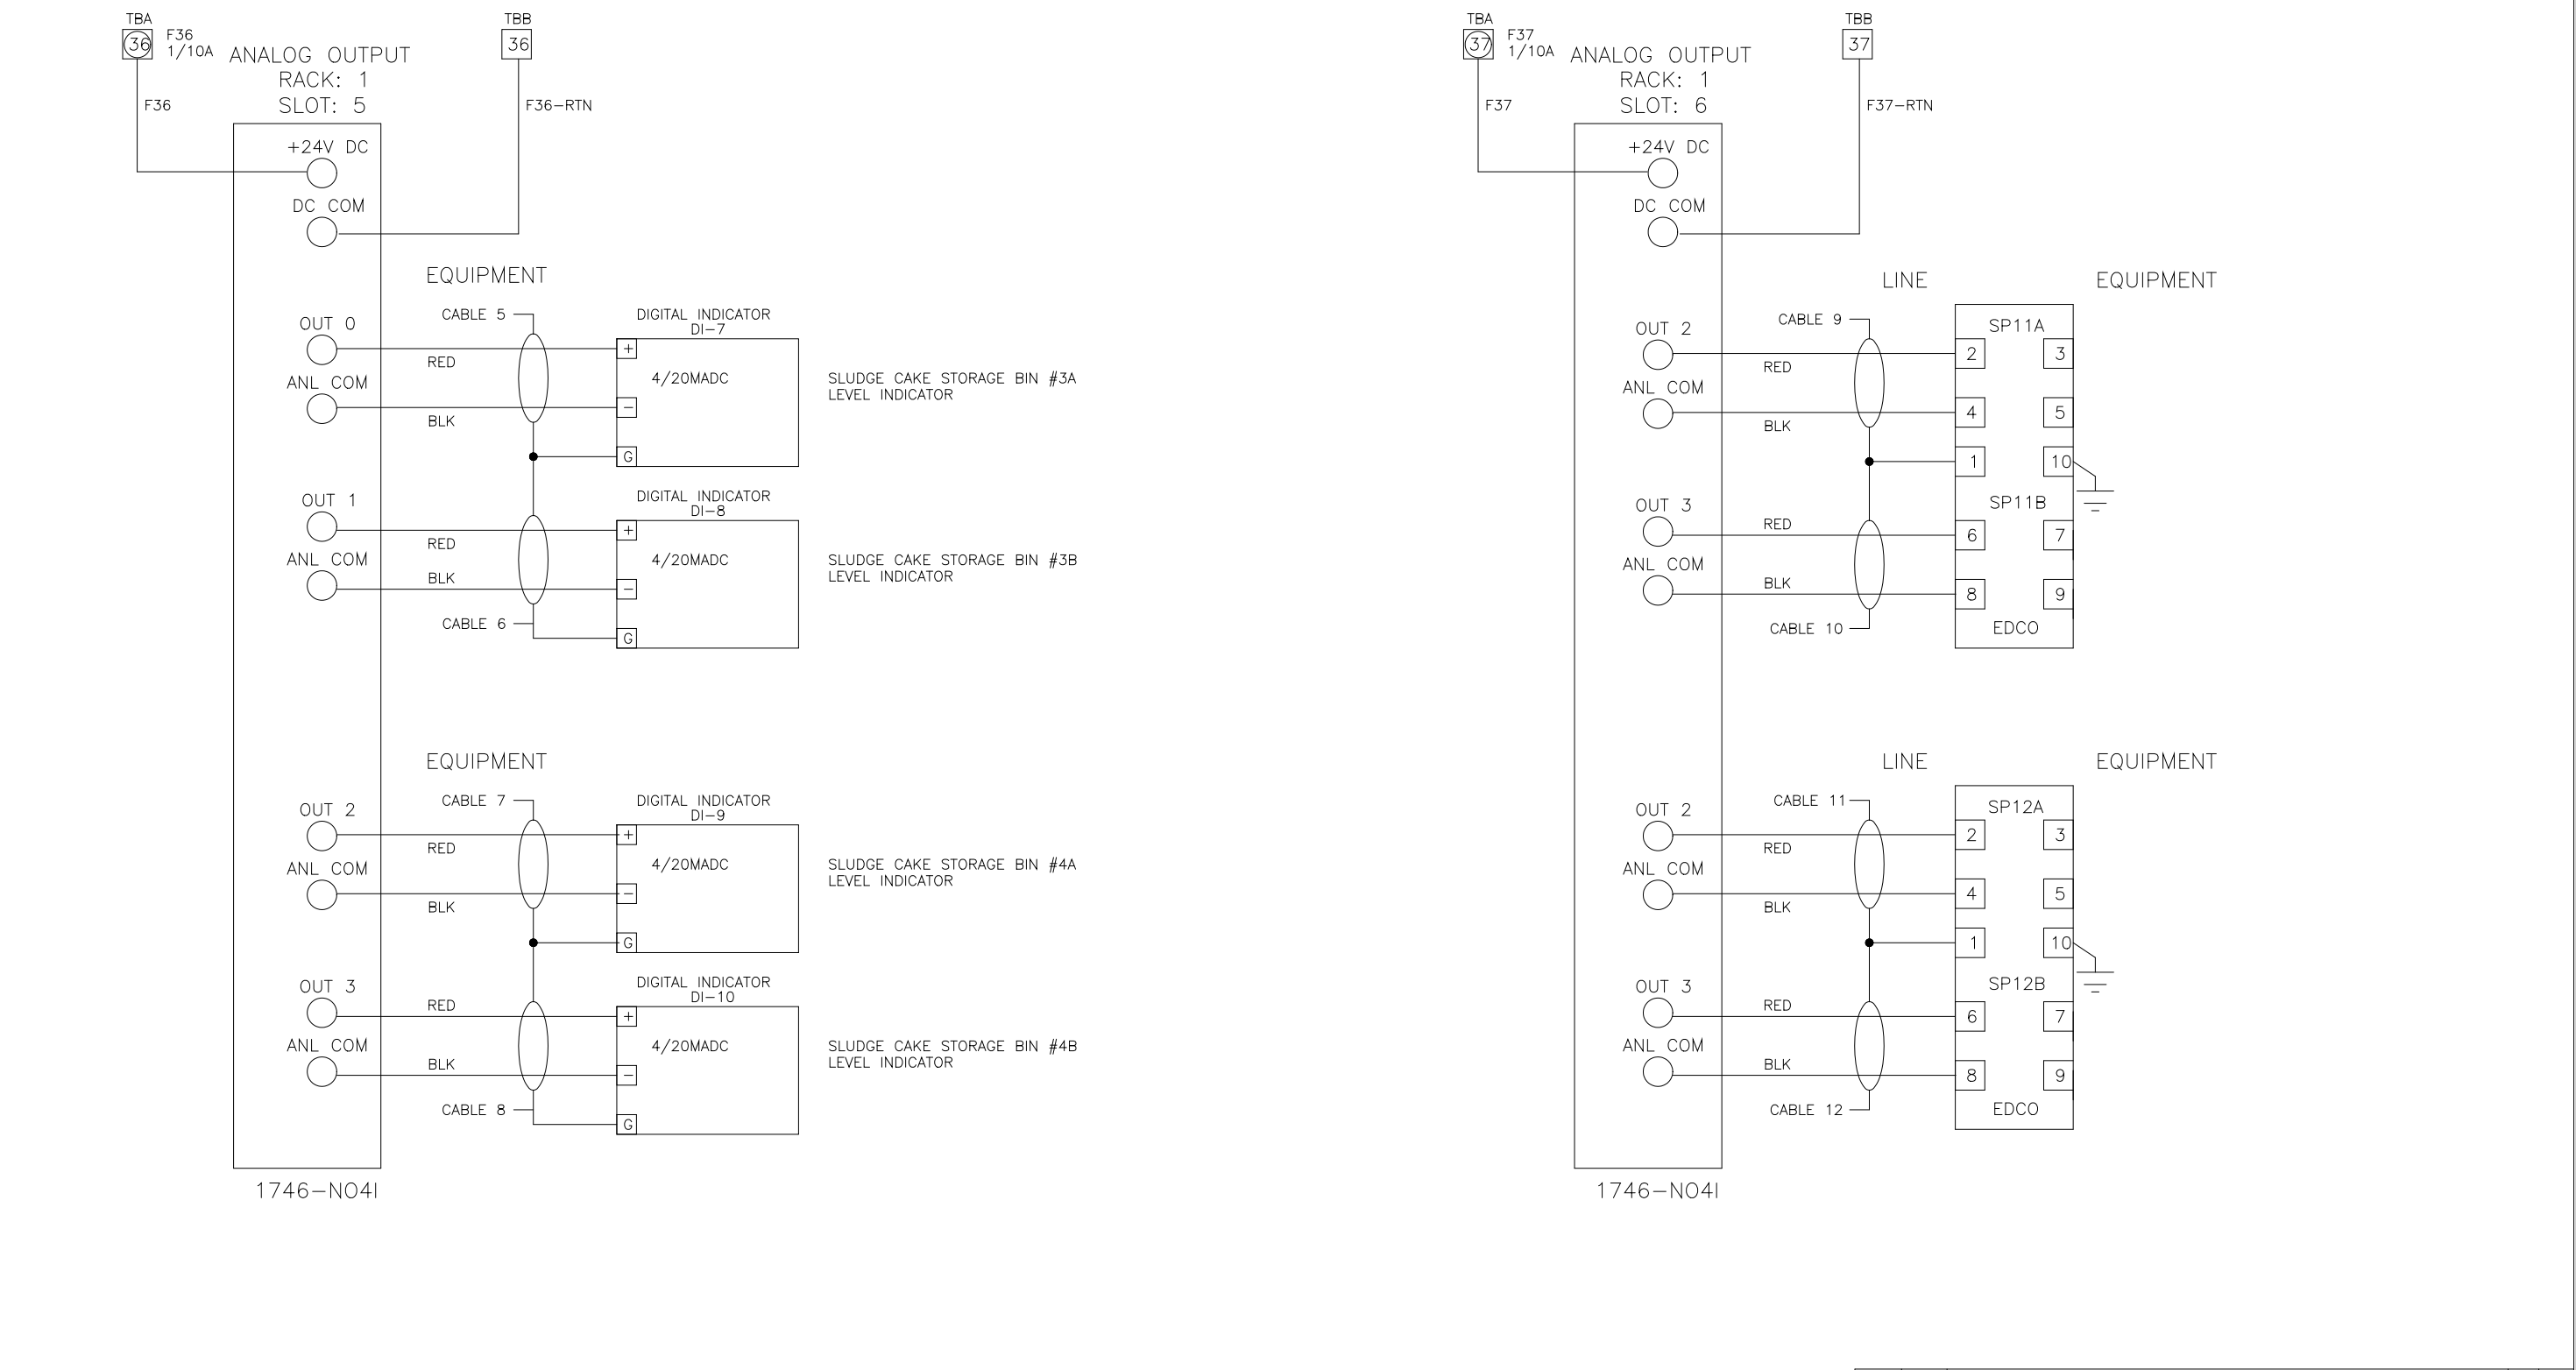 TBA
36
F36
1/10A
ANALOG OUTPUT
RACK: 1
SLOT: 5
TBB
36
F36
F36-RTN
+24V DC
DC COM
EQUIPMENT
CABLE 5
DIGITAL INDICATOR
DI-7
OUT 0
RED
+
4/20MADC
SLUDGE CAKE STORAGE BIN #3A
LEVEL INDICATOR
ANL COM
BLK
-
G
OUT 1
DIGITAL INDICATOR
DI-8
RED
+
4/20MADC
SLUDGE CAKE STORAGE BIN #3B
LEVEL INDICATOR
ANL COM
BLK
-
CABLE 6
G
EQUIPMENT
CABLE 7
DIGITAL INDICATOR
DI-9
OUT 2
RED
+
4/20MADC
SLUDGE CAKE STORAGE BIN #4A
LEVEL INDICATOR
ANL COM
BLK
-
G
OUT 3
DIGITAL INDICATOR
DI-10
RED
+
4/20MADC
SLUDGE CAKE STORAGE BIN #4B
LEVEL INDICATOR
ANL COM
BLK
-
CABLE 8
G
1746-NO4I
TBA
37
F37
1/10A
ANALOG OUTPUT
RACK: 1
SLOT: 6
TBB
37
F37
F37-RTN
+24V DC
DC COM
LINE
EQUIPMENT
CABLE 9
SP11A
OUT 2
RED
2
3
ANL COM
BLK
4
5
1
10
SP11B
OUT 3
RED
6
7
ANL COM
BLK
8
9
CABLE 10
EDCO
LINE
EQUIPMENT
CABLE 11
SP12A
OUT 2
RED
2
3
ANL COM
BLK
4
5
1
10
SP12B
OUT 3
RED
6
7
ANL COM
BLK
8
9
CABLE 12
EDCO
1746-NO4I